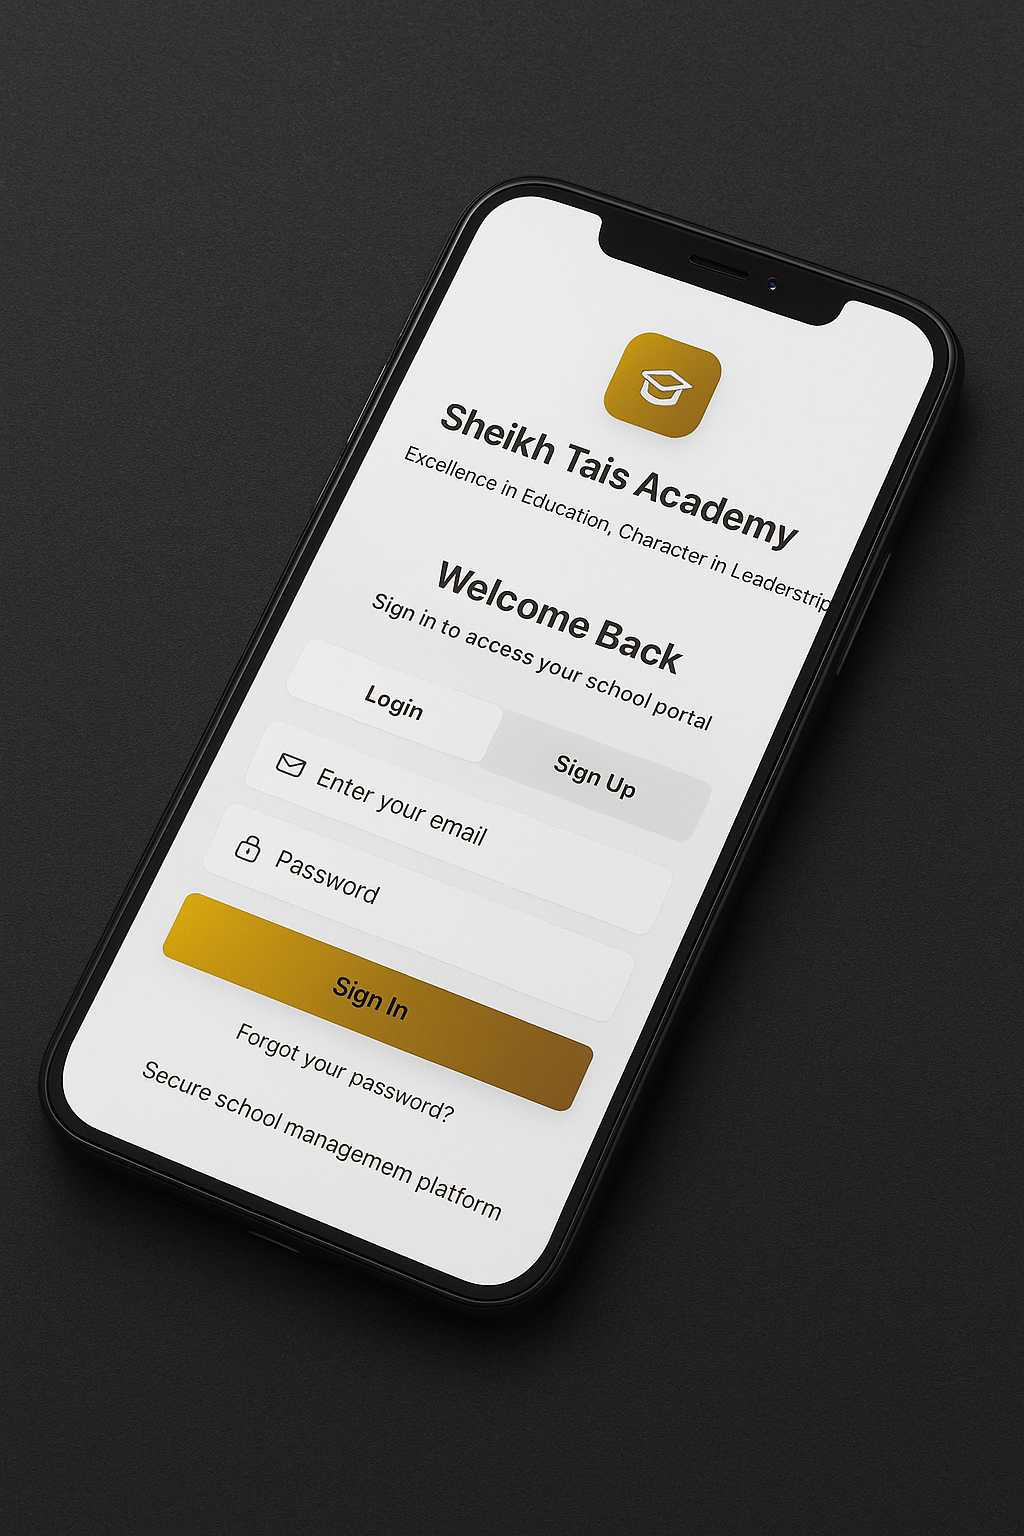 Sheikh Tais Academy
Excellence in Education, Character in Leaderstrip
Welcome Back
Sign in to access your school portal
Login
Sign Up
Enter your email
Password
Sign In
Forgot your password?
Secure school managemem platform